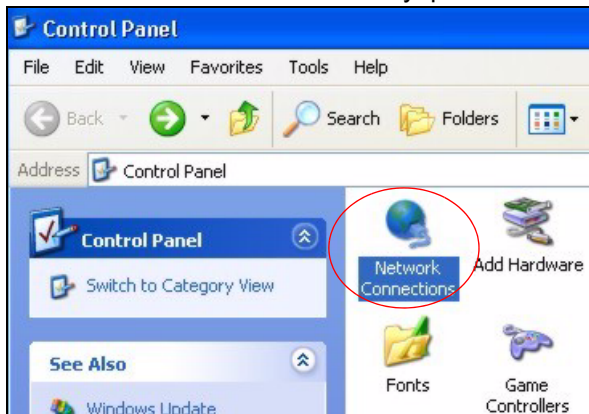 Control Panel
File Edit View Favorites Tools Help
Back Search Folders
Address Control Panel
Control Panel
Switch to Category View
See Also
Windows Update
Network
Connections
Add Hardware
Fonts
Game
Controllers